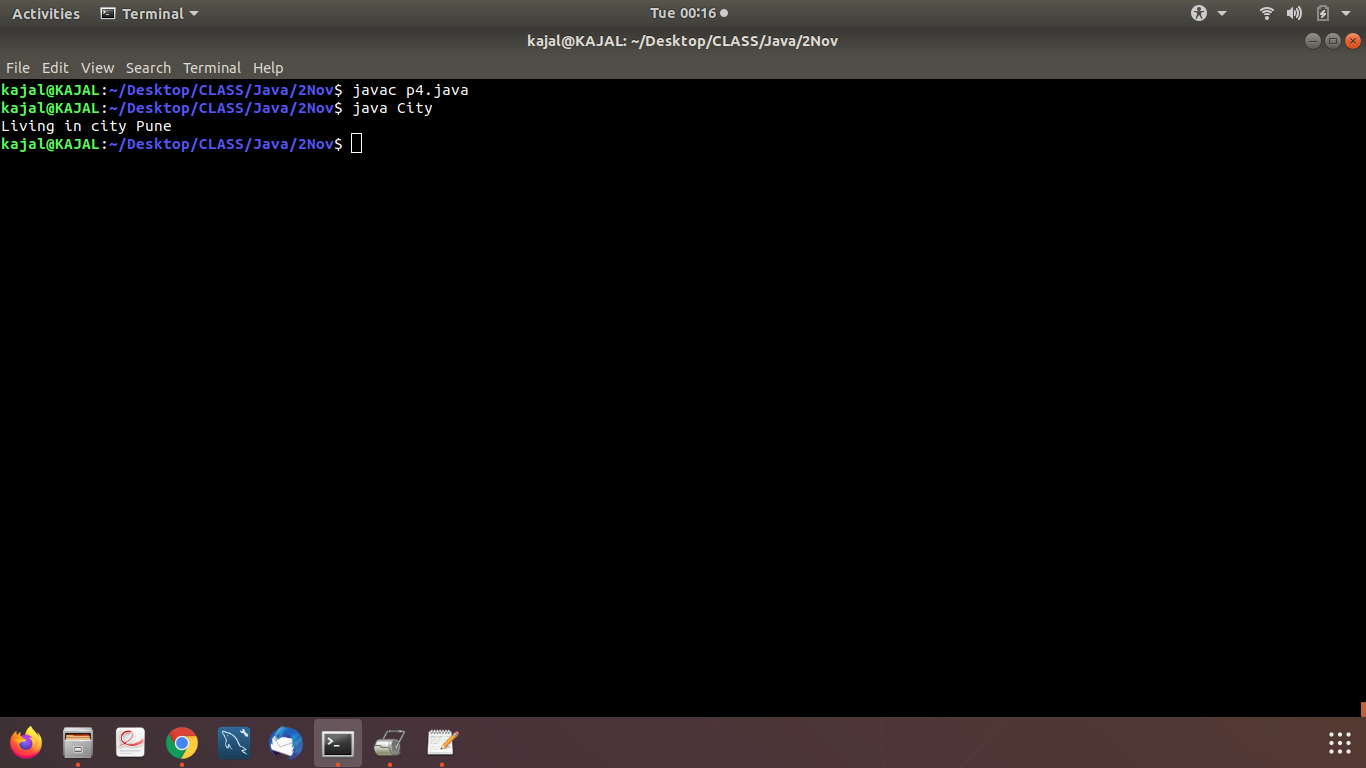 Activities Terminal Tue 00:16
kajal@KAJAL: ~/Desktop/CLASS/Java/2Nov
File Edit View Search Terminal Help
kajal@KAJAL:~/Desktop/CLASS/Java/2Nov$ javac p4.java
kajal@KAJAL:~/Desktop/CLASS/Java/2Nov$ java City
Living in city Pune
kajal@KAJAL:~/Desktop/CLASS/Java/2Nov$